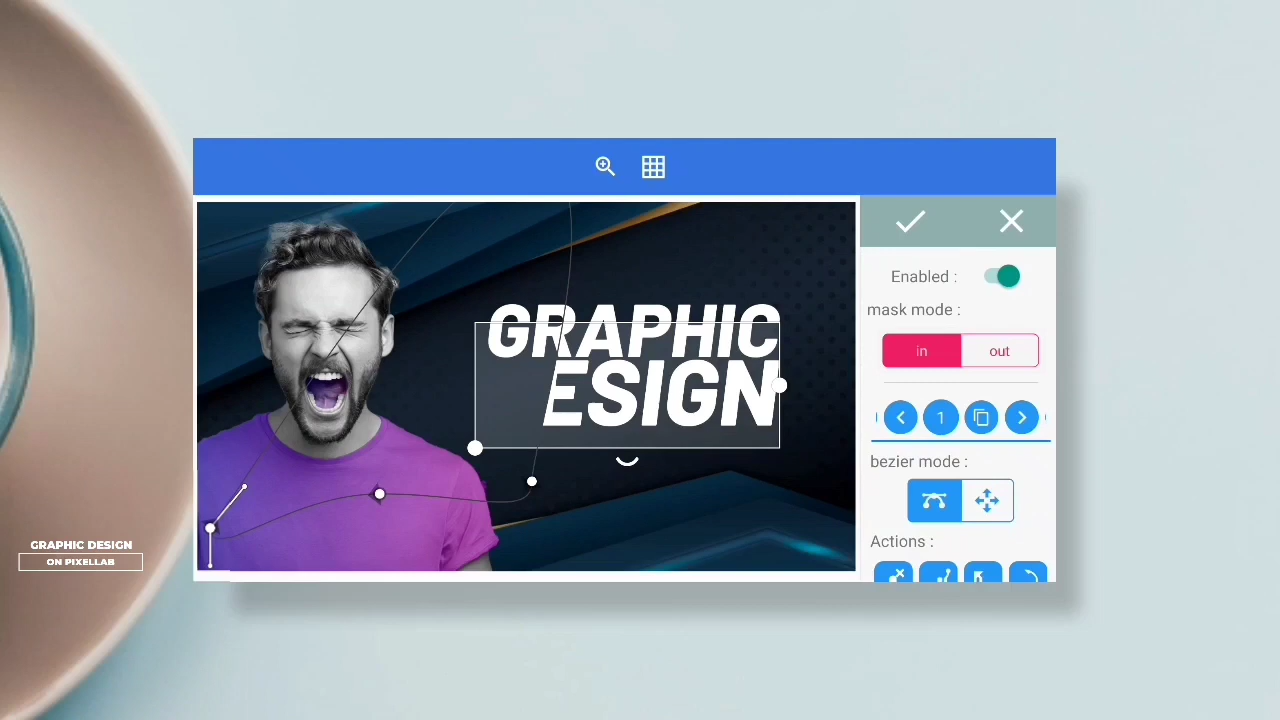 GRAPHIC
ESIGN
Enabled :
mask mode :
in out
1
bezier mode :
Actions :
GRAPHIC DESIGN
ON PIXELLAB